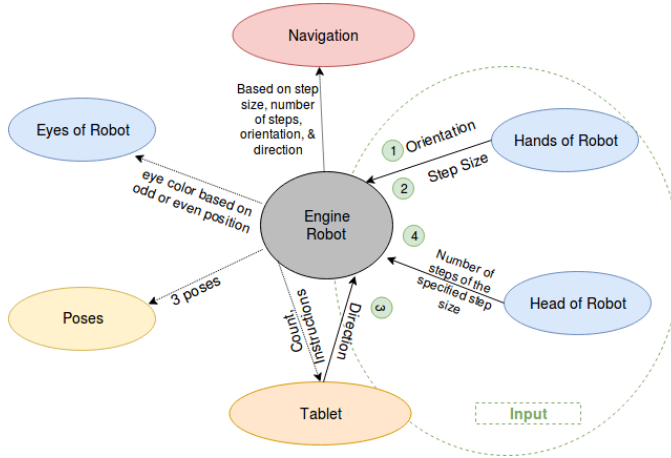 Navigation
Based on step
size, number
of steps,
orientation, &
direction
Eyes of Robot
eye color based on
odd or even position
1
Orientation
Hands of Robot
2
Step Size
Engine
Robot
4
Number of
steps of the
specified step
size
Head of Robot
3 poses
Poses
Count,
Instructions
Direction
3
Tablet
Input